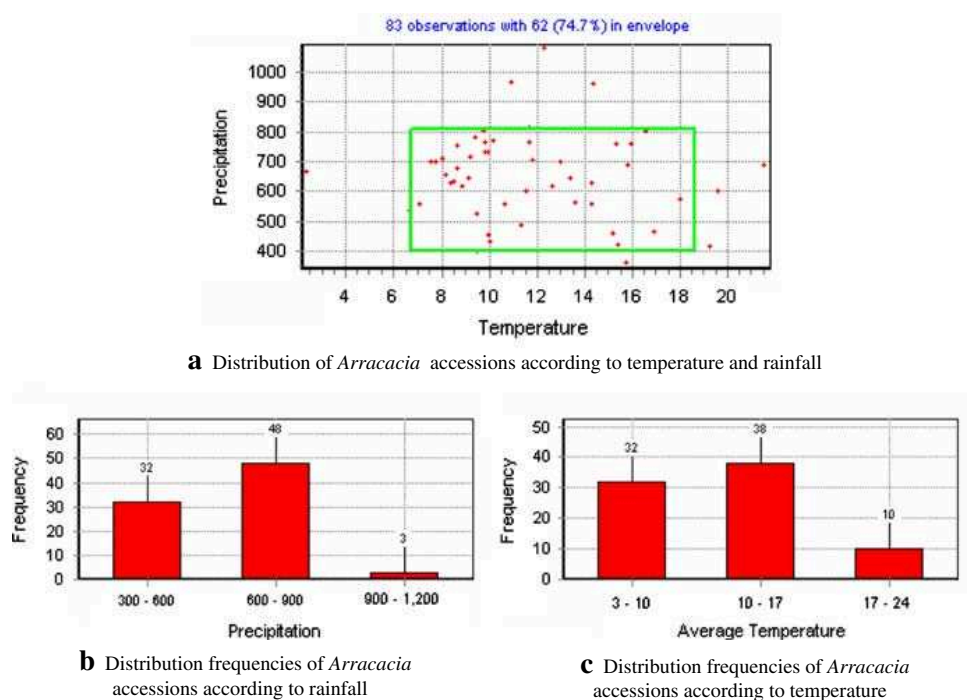 83 observations with 62 (74.7%) in envelope
Precipitation
1000
900
800
700
600
500
400
4 6 8 10 12 14 16 18 20
Temperature
a Distribution of Arracacia accessions according to temperature and rainfall
Frequency
60
50
40
30
20
10
0
32
48
3
300 - 600 600 - 900 900 - 1,200
Precipitation
b Distribution frequencies of Arracacia
accessions according to rainfall
Frequency
50
40
30
20
10
0
32
38
10
3 - 10 10 - 17 17 - 24
Average Temperature
c Distribution frequencies of Arracacia
accessions according to temperature